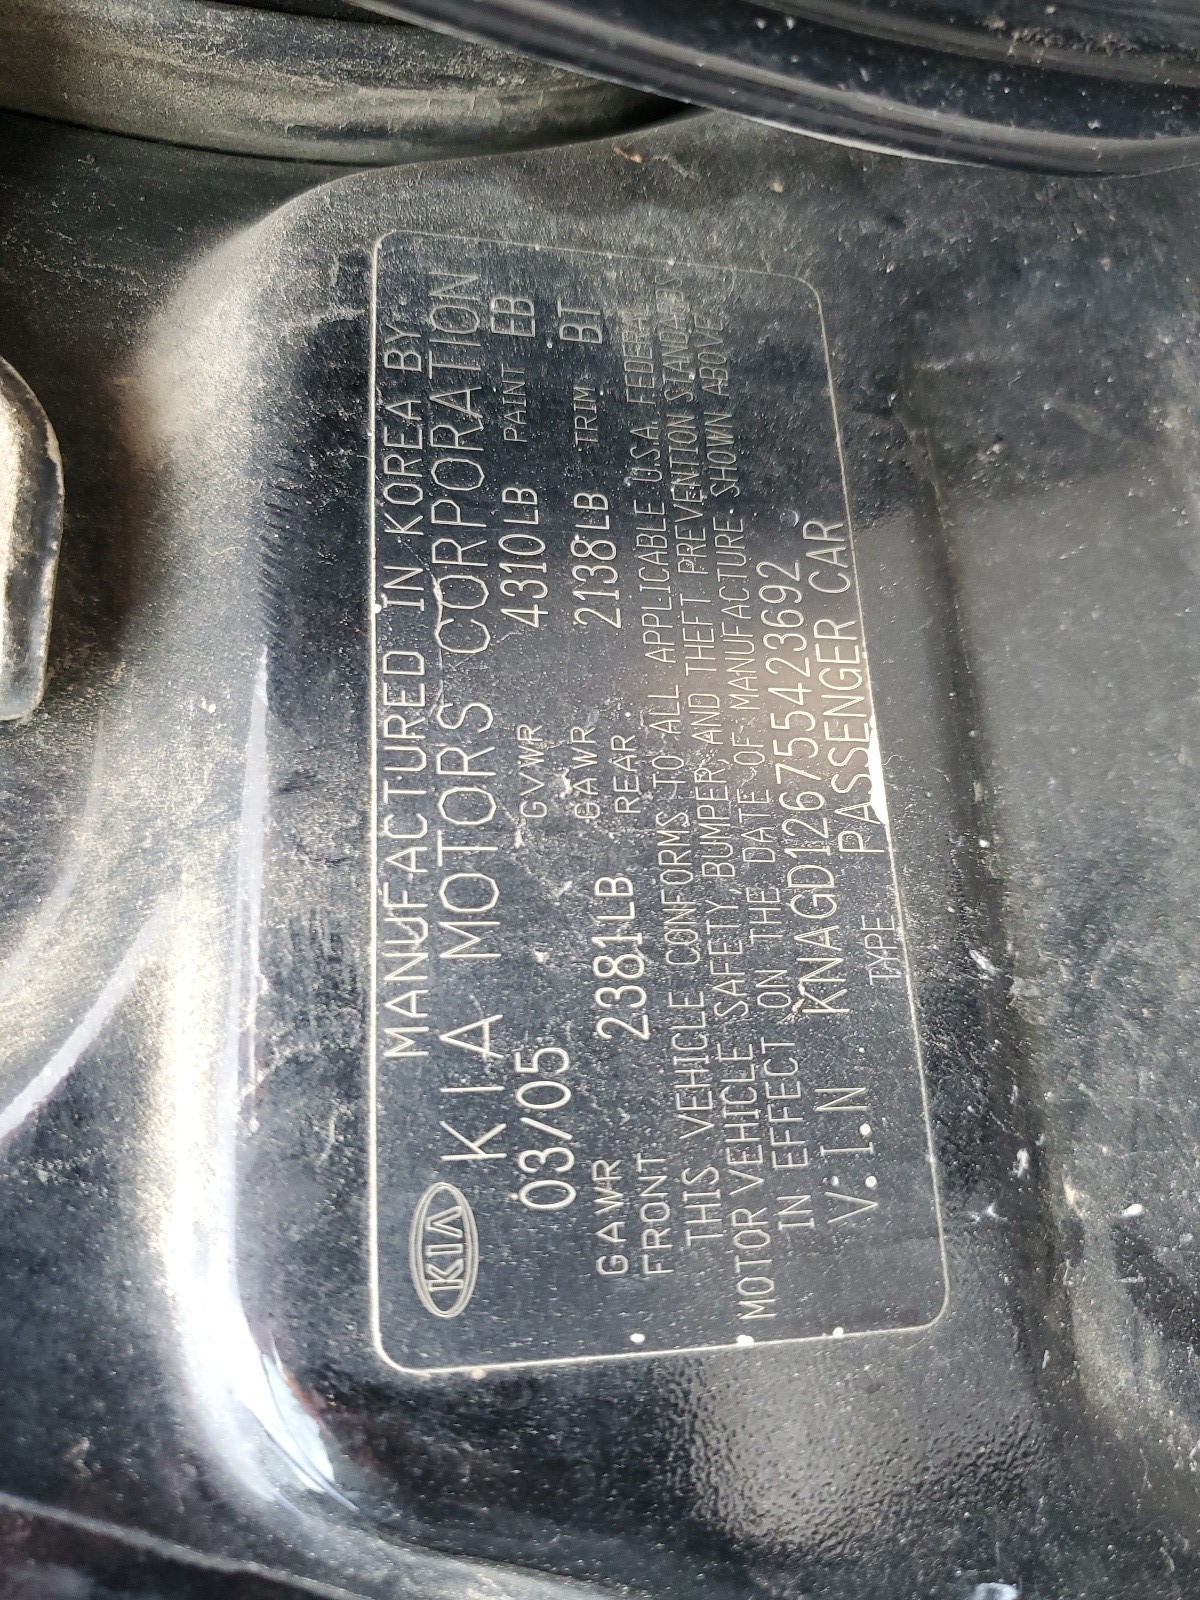 KIA
MANUFACTURED IN KOREA BY
KIA MOTORS CORPORATION
03/05 GVWR 4310LB PAINT EB
GAWR FRONT 2381LB GAWR REAR 2138LB TRIM BT
THIS VEHICLE CONFORMS TO ALL APPLICABLE U.S.A. FEDERAL
MOTOR VEHICLE SAFETY, BUMPER, AND THEFT PREVENTION STANDARDS
IN EFFECT ON THE DATE OF MANUFACTURE SHOWN ABOVE
V.I.N KNAGD126755423692
TYPE PASSENGER CAR